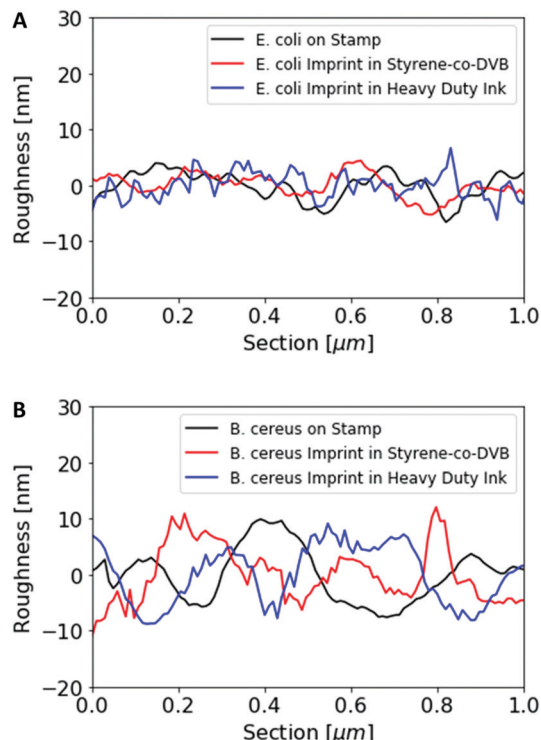 A
30
20
10
0
−10
−20
Roughness [nm]
E. coli on Stamp
E. coli Imprint in Styrene-co-DVB
E. coli Imprint in Heavy Duty Ink
0.0 0.2 0.4 0.6 0.8 1.0
Section [μm]
B
30
20
10
0
−10
−20
Roughness [nm]
B. cereus on Stamp
B. cereus Imprint in Styrene-co-DVB
B. cereus Imprint in Heavy Duty Ink
0.0 0.2 0.4 0.6 0.8 1.0
Section [μm]